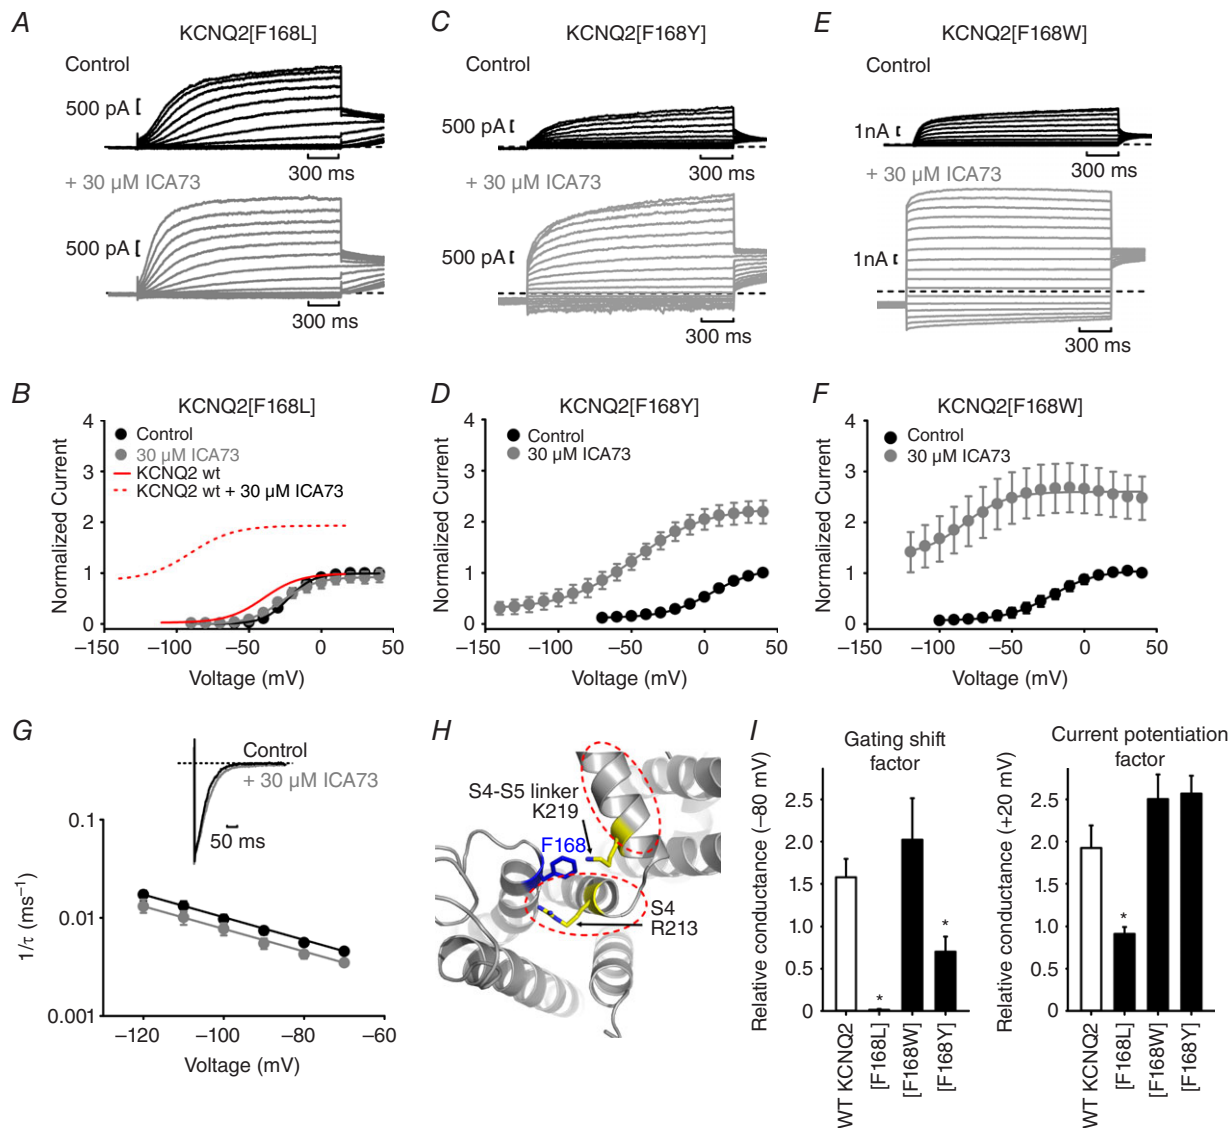 A
KCNQ2[F168L]
Control
500 pA
300 ms
+ 30 µM ICA73
500 pA
300 ms
C
KCNQ2[F168Y]
Control
500 pA
300 ms
+ 30 µM ICA73
500 pA
300 ms
E
KCNQ2[F168W]
Control
1nA
300 ms
+ 30 µM ICA73
1nA
300 ms
B
KCNQ2[F168L]
Control
30 µM ICA73
KCNQ2 wt
KCNQ2 wt + 30 µM ICA73
Normalized Current
4
3
2
1
0
–150
–100
–50
0
50
Voltage (mV)
D
KCNQ2[F168Y]
Control
30 µM ICA73
Normalized Current
4
3
2
1
0
–150
–100
–50
0
50
Voltage (mV)
F
KCNQ2[F168W]
Control
30 µM ICA73
Normalized Current
4
3
2
1
0
–150
–100
–50
0
50
Voltage (mV)
G
Control
+ 30 µM ICA73
50 ms
1/τ (ms⁻¹)
0.1
0.01
0.001
–120
–100
–80
–60
Voltage (mV)
H
S4-S5 linker
K219
F168
S4
R213
I
Gating shift
factor
Relative conductance (–80 mV)
2.5
2.0
1.5
1.0
0.5
0
*
*
WT KCNQ2
[F168L]
[F168W]
[F168Y]
Current potentiation
factor
Relative conductance (+20 mV)
2.5
2.0
1.5
1.0
0.5
0
*
WT KCNQ2
[F168L]
[F168W]
[F168Y]